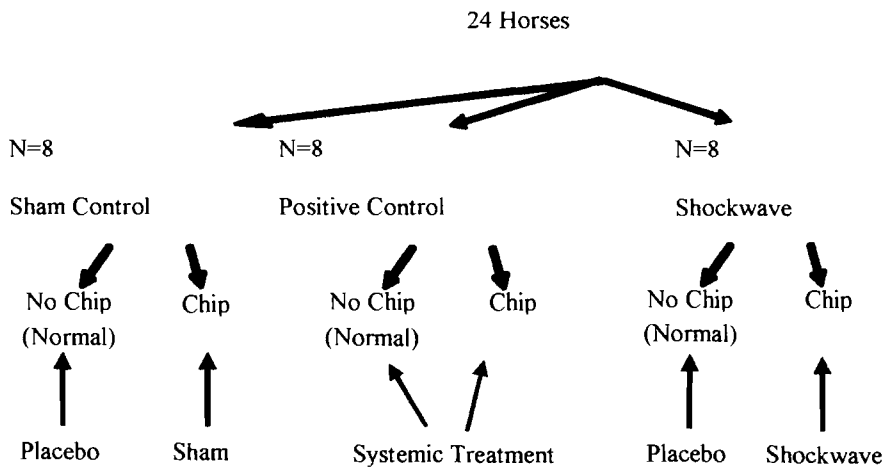 24 Horses
N=8 N=8 N=8
Sham Control Positive Control Shockwave
No Chip Chip No Chip Chip No Chip Chip
(Normal) (Normal) (Normal)
Placebo Sham Systemic Treatment Placebo Shockwave